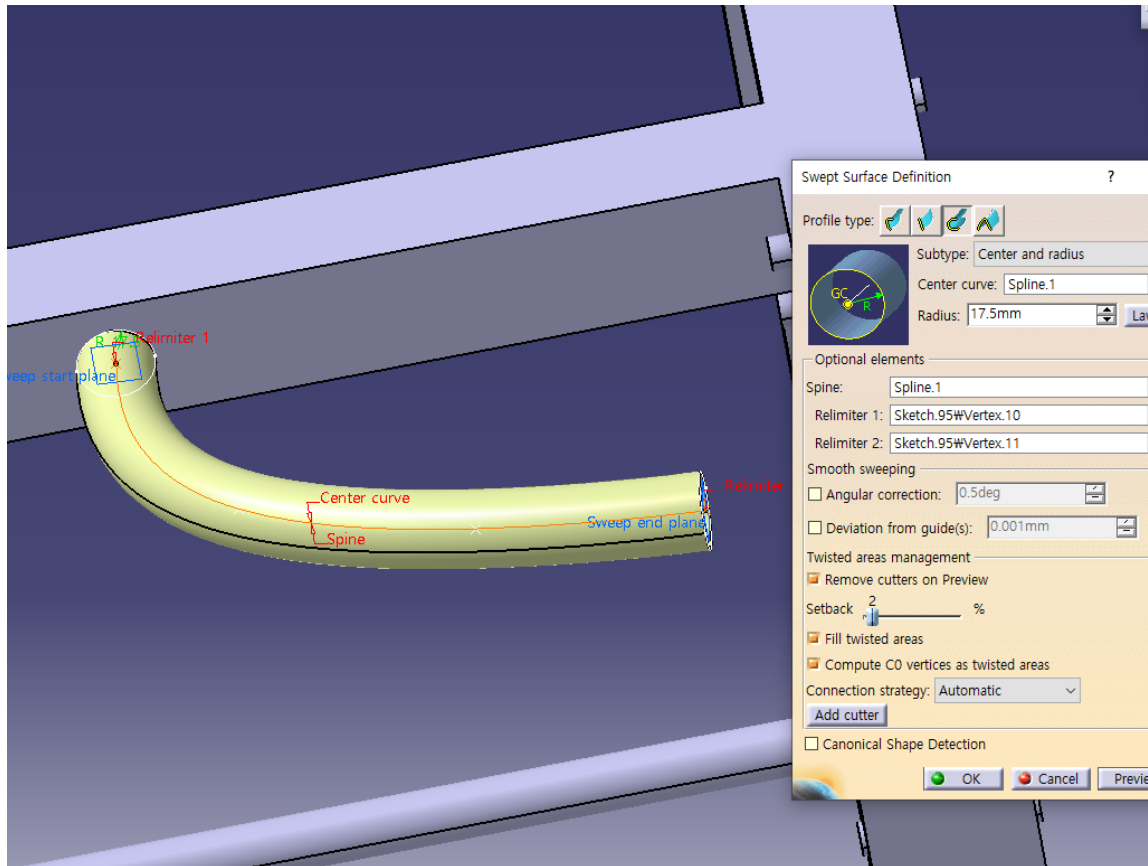 Swept Surface Definition ?
Profile type:
Subtype: Center and radius
Center curve: Spline.1
Radius: 17.5mm
GC
R
Optional elements
Spine: Spline.1
Relimiter 1: Sketch.95₩Vertex.10
Relimiter 2: Sketch.95₩Vertex.11
Smooth sweeping
Angular correction: 0.5deg
Deviation from guide(s): 0.001mm
Twisted areas management
Remove cutters on Preview
Setback 2 %
Fill twisted areas
Compute C0 vertices as twisted areas
Connection strategy: Automatic
Add cutter
Canonical Shape Detection
OK Cancel Previe
Relimiter 1
weep start plane
Center curve
Spine
Relimiter
Sweep end plane